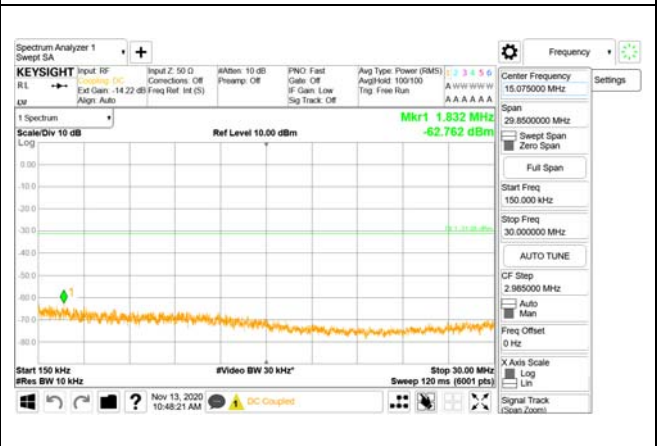 Spectrum Analyzer 1
Swept SA
Frequency
KEYSIGHT
RL
Input: RF
Coupling: DC
Ext Gain: -14.22 dB
Align: Auto
Input Z: 50 Ω
Corrections: Off
Freq Ref: Int (S)
#Atten: 10 dB
Preamp: Off
PNO: Fast
Gate: Off
IF Gain: Low
Sig Track: Off
Avg Type: Power (RMS)
Avg|Hold: 100/100
Trig: Free Run
1 2 3 4 5 6
A W W W W W
A A A A A A
Center Frequency
15.075000 MHz
Settings
1 Spectrum
Mkr1 1.832 MHz
Scale/Div 10 dB
Ref Level 10.00 dBm
-62.762 dBm
Log
0.00
-10.0
-20.0
-30.0
-40.0
-50.0
-60.0
-70.0
-80.0
1
Span
29.8500000 MHz
Swept Span
Zero Span
Full Span
Start Freq
150.000 kHz
Stop Freq
30.000000 MHz
AUTO TUNE
CF Step
2.985000 MHz
Auto
Man
Freq Offset
0 Hz
X Axis Scale
Log
Lin
Signal Track
(Span Zoom)
Start 150 kHz
#Video BW 30 kHz*
Stop 30.00 MHz
#Res BW 10 kHz
Sweep 120 ms (6001 pts)
?
Nov 13, 2020
10:48:21 AM
1
DC Coupled